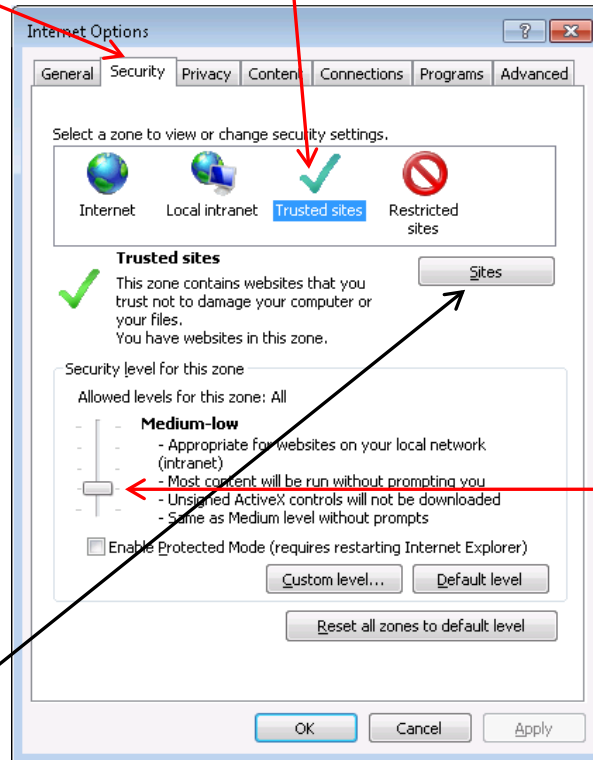 Internet Options
General Security Privacy Content Connections Programs Advanced
Select a zone to view or change security settings.
Internet Local intranet Trusted sites Restricted
sites
Trusted sites
Sites
This zone contains websites that you
trust not to damage your computer or
your files.
You have websites in this zone.
Security level for this zone
Allowed levels for this zone: All
Medium-low
- Appropriate for websites on your local network
(intranet)
- Most content will be run without prompting you
- Unsigned ActiveX controls will not be downloaded
- Same as Medium level without prompts
Enable Protected Mode (requires restarting Internet Explorer)
Custom level... Default level
Reset all zones to default level
OK Cancel Apply